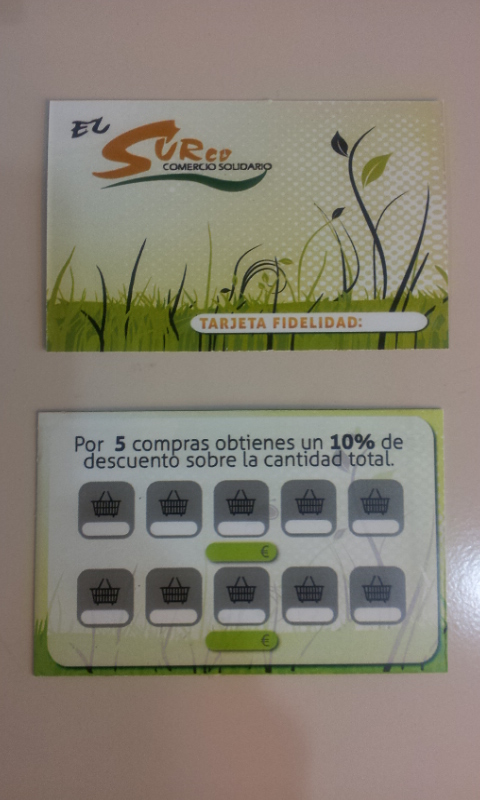 EL
SURCO
COMERCIO SOLIDARIO
TARJETA FIDELIDAD:
Por 5 compras obtienes un 10% de
descuento sobre la cantidad total.
€
€